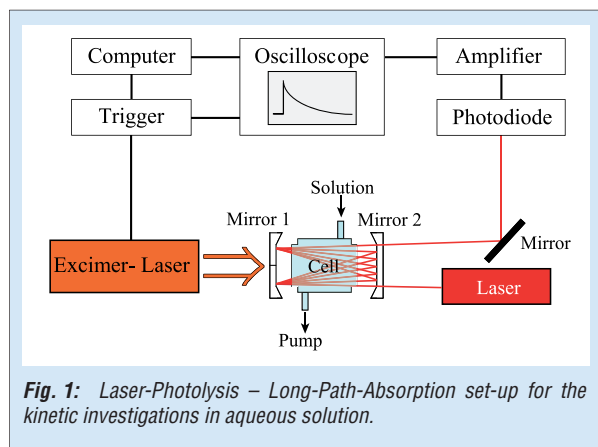 Computer
Oscilloscope
Amplifier
Trigger
Photodiode
Solution
Mirror 1
Mirror 2
Mirror
Excimer- Laser
Cell
Laser
Pump
Fig. 1: Laser-Photolysis – Long-Path-Absorption set-up for the
kinetic investigations in aqueous solution.